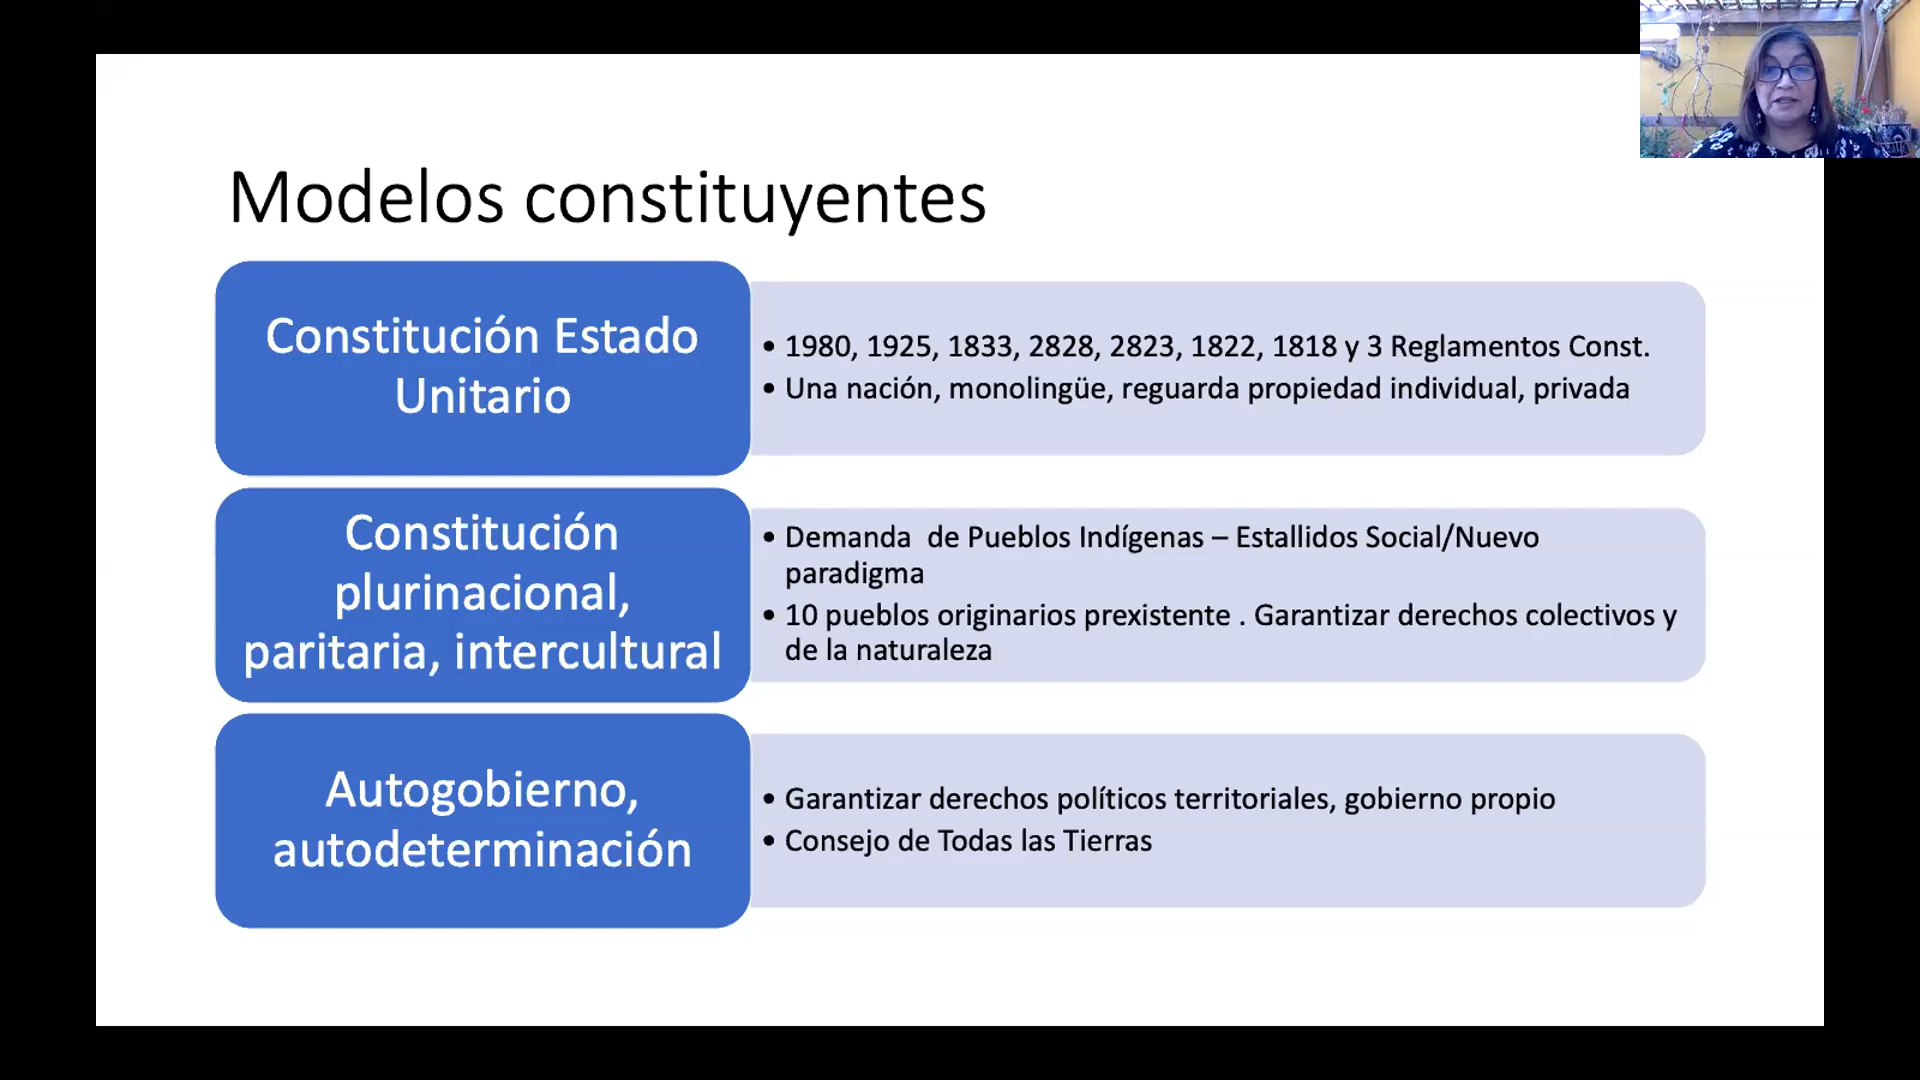 Modelos constituyentes
Constitución Estado
Unitario
• 1980, 1925, 1833, 2828, 2823, 1822, 1818 y 3 Reglamentos Const.
• Una nación, monolingüe, reguarda propiedad individual, privada
Constitución
plurinacional,
paritaria, intercultural
• Demanda  de Pueblos Indígenas – Estallidos Social/Nuevo
paradigma
• 10 pueblos originarios prexistente . Garantizar derechos colectivos y
de la naturaleza
Autogobierno,
autodeterminación
• Garantizar derechos políticos territoriales, gobierno propio
• Consejo de Todas las Tierras